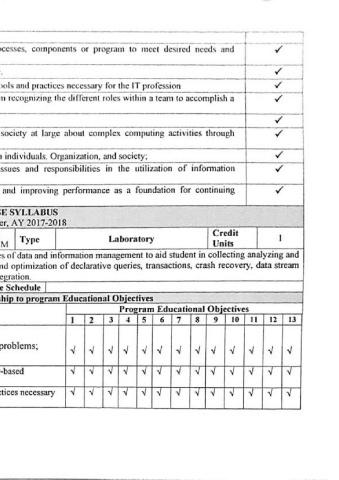 ocesses, components or program to meet desired needs and ✓
✓
ools and practices necessary for the IT profession ✓
n recognizing the different roles within a team to accomplish a ✓
✓
society at large about complex computing activities through ✓
n individuals, Organization, and society; ✓
ssues and responsibilities in the utilization of information ✓
and improving performance as a foundation for continuing ✓
SE SYLLABUS
er, AY 2017-2018
M Type Laboratory Credit Units 1
es of data and information management to aid student in collecting analyzing and
nd optimization of declarative queries, transactions, crash recovery, data stream
egration.
e Schedule
ship to program Educational Objectives
Program Educational Objectives
1 2 3 4 5 6 7 8 9 10 11 12 13
problems; √ √ √ √ √ √ √ √ √ √ √ √ √
-based √ √ √ √ √ √ √ √ √ √ √ √ √
ctices necessary √ √ √ √ √ √ √ √ √ √ √ √ √